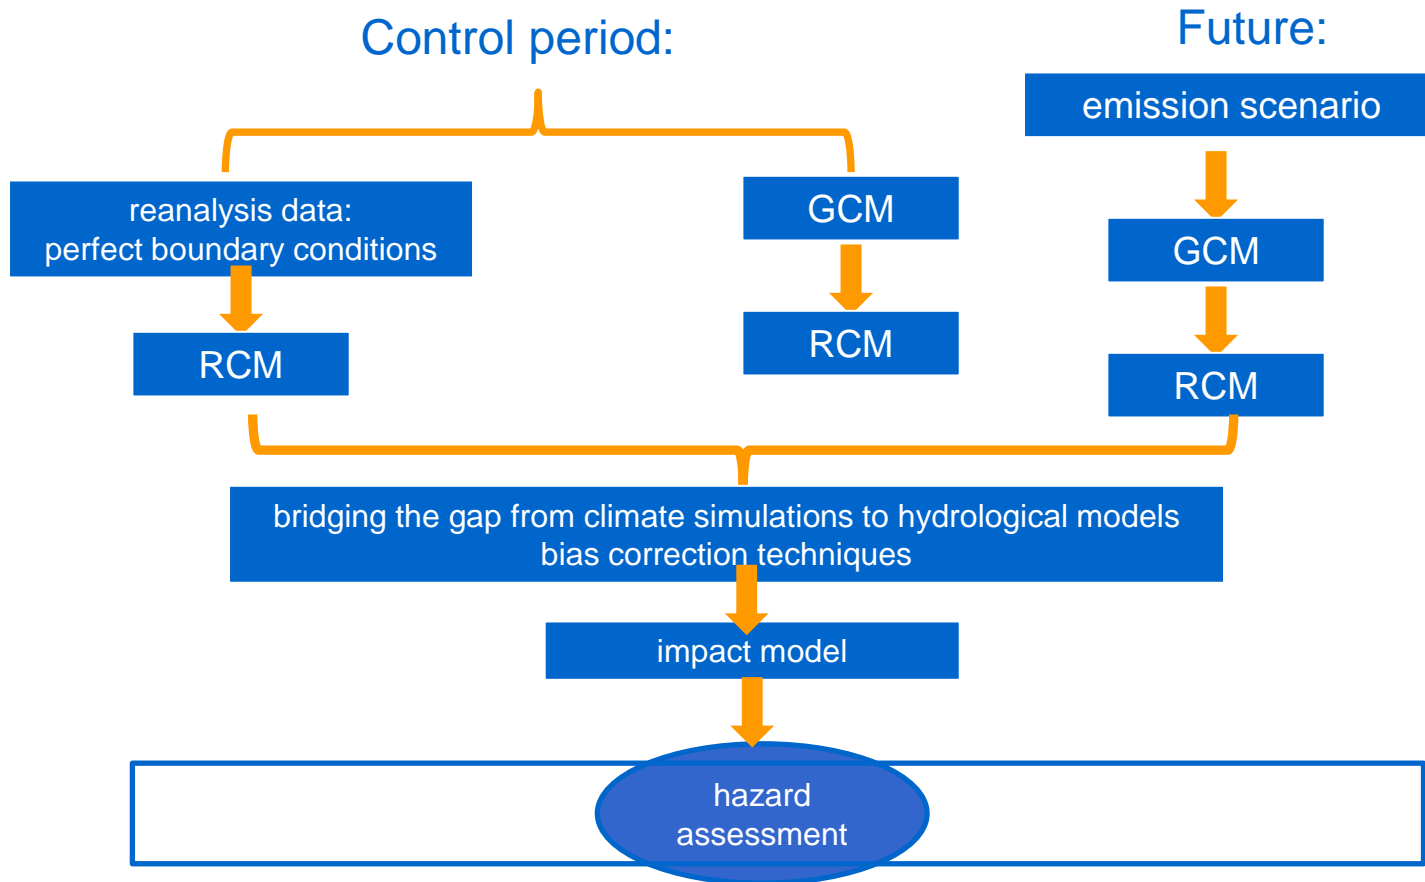 Control period:
Future:
emission scenario
reanalysis data:
perfect boundary conditions
GCM
GCM
RCM
RCM
RCM
bridging the gap from climate simulations to hydrological models
bias correction techniques
impact model
hazard
assessment